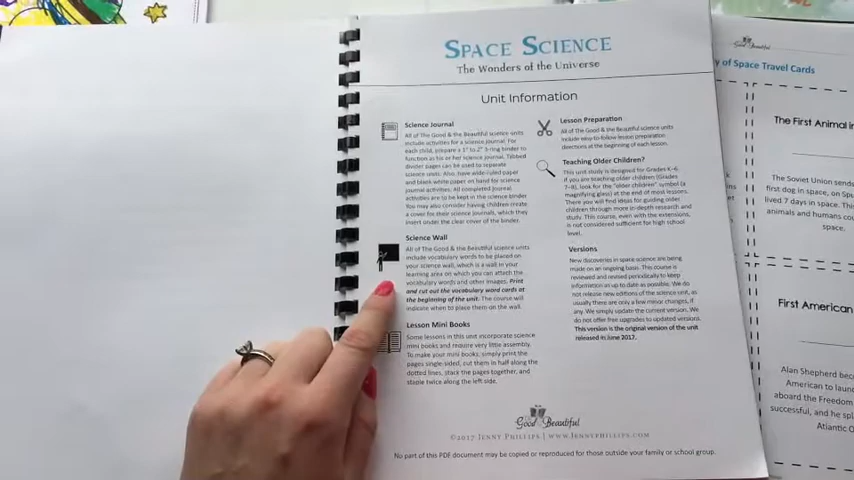 SPACE SCIENCE
The Wonders of the Universe
Unit Information
Science Journal
All of The Good & the Beautiful science units
include activities for a science journal. For
each child, prepare a 1" to 2" 3-ring binder to
function as his or her science journal. Tabbed
divider pages can be used to separate
science units. Also, have wide-ruled paper
and blank white paper on hand for science
journal activities. All completed journal
activities are to be kept in the science binder.
You may also consider having children create
a cover for their science journals, which they
insert under the clear cover of the binder.
Science Wall
All of The Good & the Beautiful science units
include vocabulary words to be placed on
your science wall, which is a wall in your
learning area on which you can attach the
vocabulary words and other images. Print
and cut out the vocabulary word cards at
the beginning of the unit. The course will
indicate when to place them on the wall.
Lesson Mini Books
Some lessons in this unit incorporate science
mini books and require very little assembly.
To make your mini books, simply print the
pages single-sided, cut them in half along the
dotted lines, stack the pages together, and
staple twice along the left side.
Lesson Preparation
All of The Good & the Beautiful science units
include easy-to-follow lesson preparation
directions at the beginning of each lesson.
Teaching Older Children?
This unit study is designed for Grades K–6.
If you are teaching older children (Grades
7–8), look for the "older children" symbol (a
magnifying glass) at the end of most lessons.
There you will find ideas for guiding older
children through more in-depth research and
study. This course, even with the extensions,
is not considered sufficient for high school
level.
Versions
New discoveries in space science are being
made on an ongoing basis. This course is
reviewed and revised periodically to keep
information as up to date as possible. We do
not release new editions of the science unit, as
usually there are only a few minor changes, if
any. We simply update the current version. We
do not offer free upgrades to updated versions.
This version is the original version of the unit
released in June 2017.
Good & Beautiful
©2017 JENNY PHILLIPS | WWW.JENNYPHILLIPS.COM
No part of this PDF document may be copied or reproduced for those outside your family or school group.
y of Space Travel Cards
The First Animal i
The Soviet Union sends
first dog in space, on Spu
lived 7 days in space. T
animals and humans cou
space.
First American
Alan Shepherd beco
American to launch
aboard the Freedom
successful, and he spl
Atlantic O